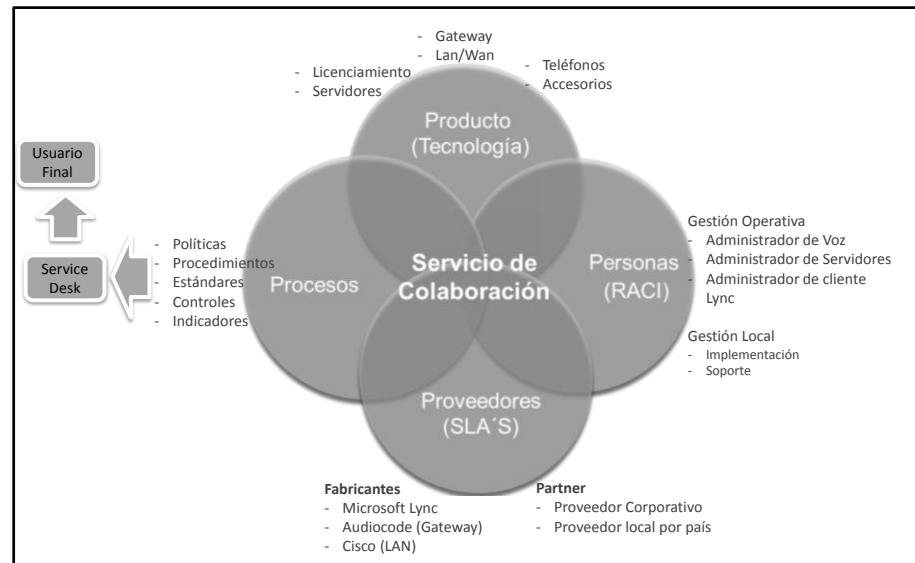 - Gateway
- Lan/Wan
- Licenciamiento
- Servidores
- Teléfonos
- Accesorios
Producto
(Tecnología)
Usuario
Final
Service
Desk
- Políticas
- Procedimientos
- Estándares
- Controles
- Indicadores
Procesos
Servicio de
Colaboración
Personas
(RACI)
Gestión Operativa
- Administrador de Voz
- Administrador de Servidores
- Administrador de cliente
Lync
Gestión Local
- Implementación
- Soporte
Proveedores
(SLA´S)
Fabricantes
- Microsoft Lync
- Audiocode (Gateway)
- Cisco (LAN)
Partner
- Proveedor Corporativo
- Proveedor local por país